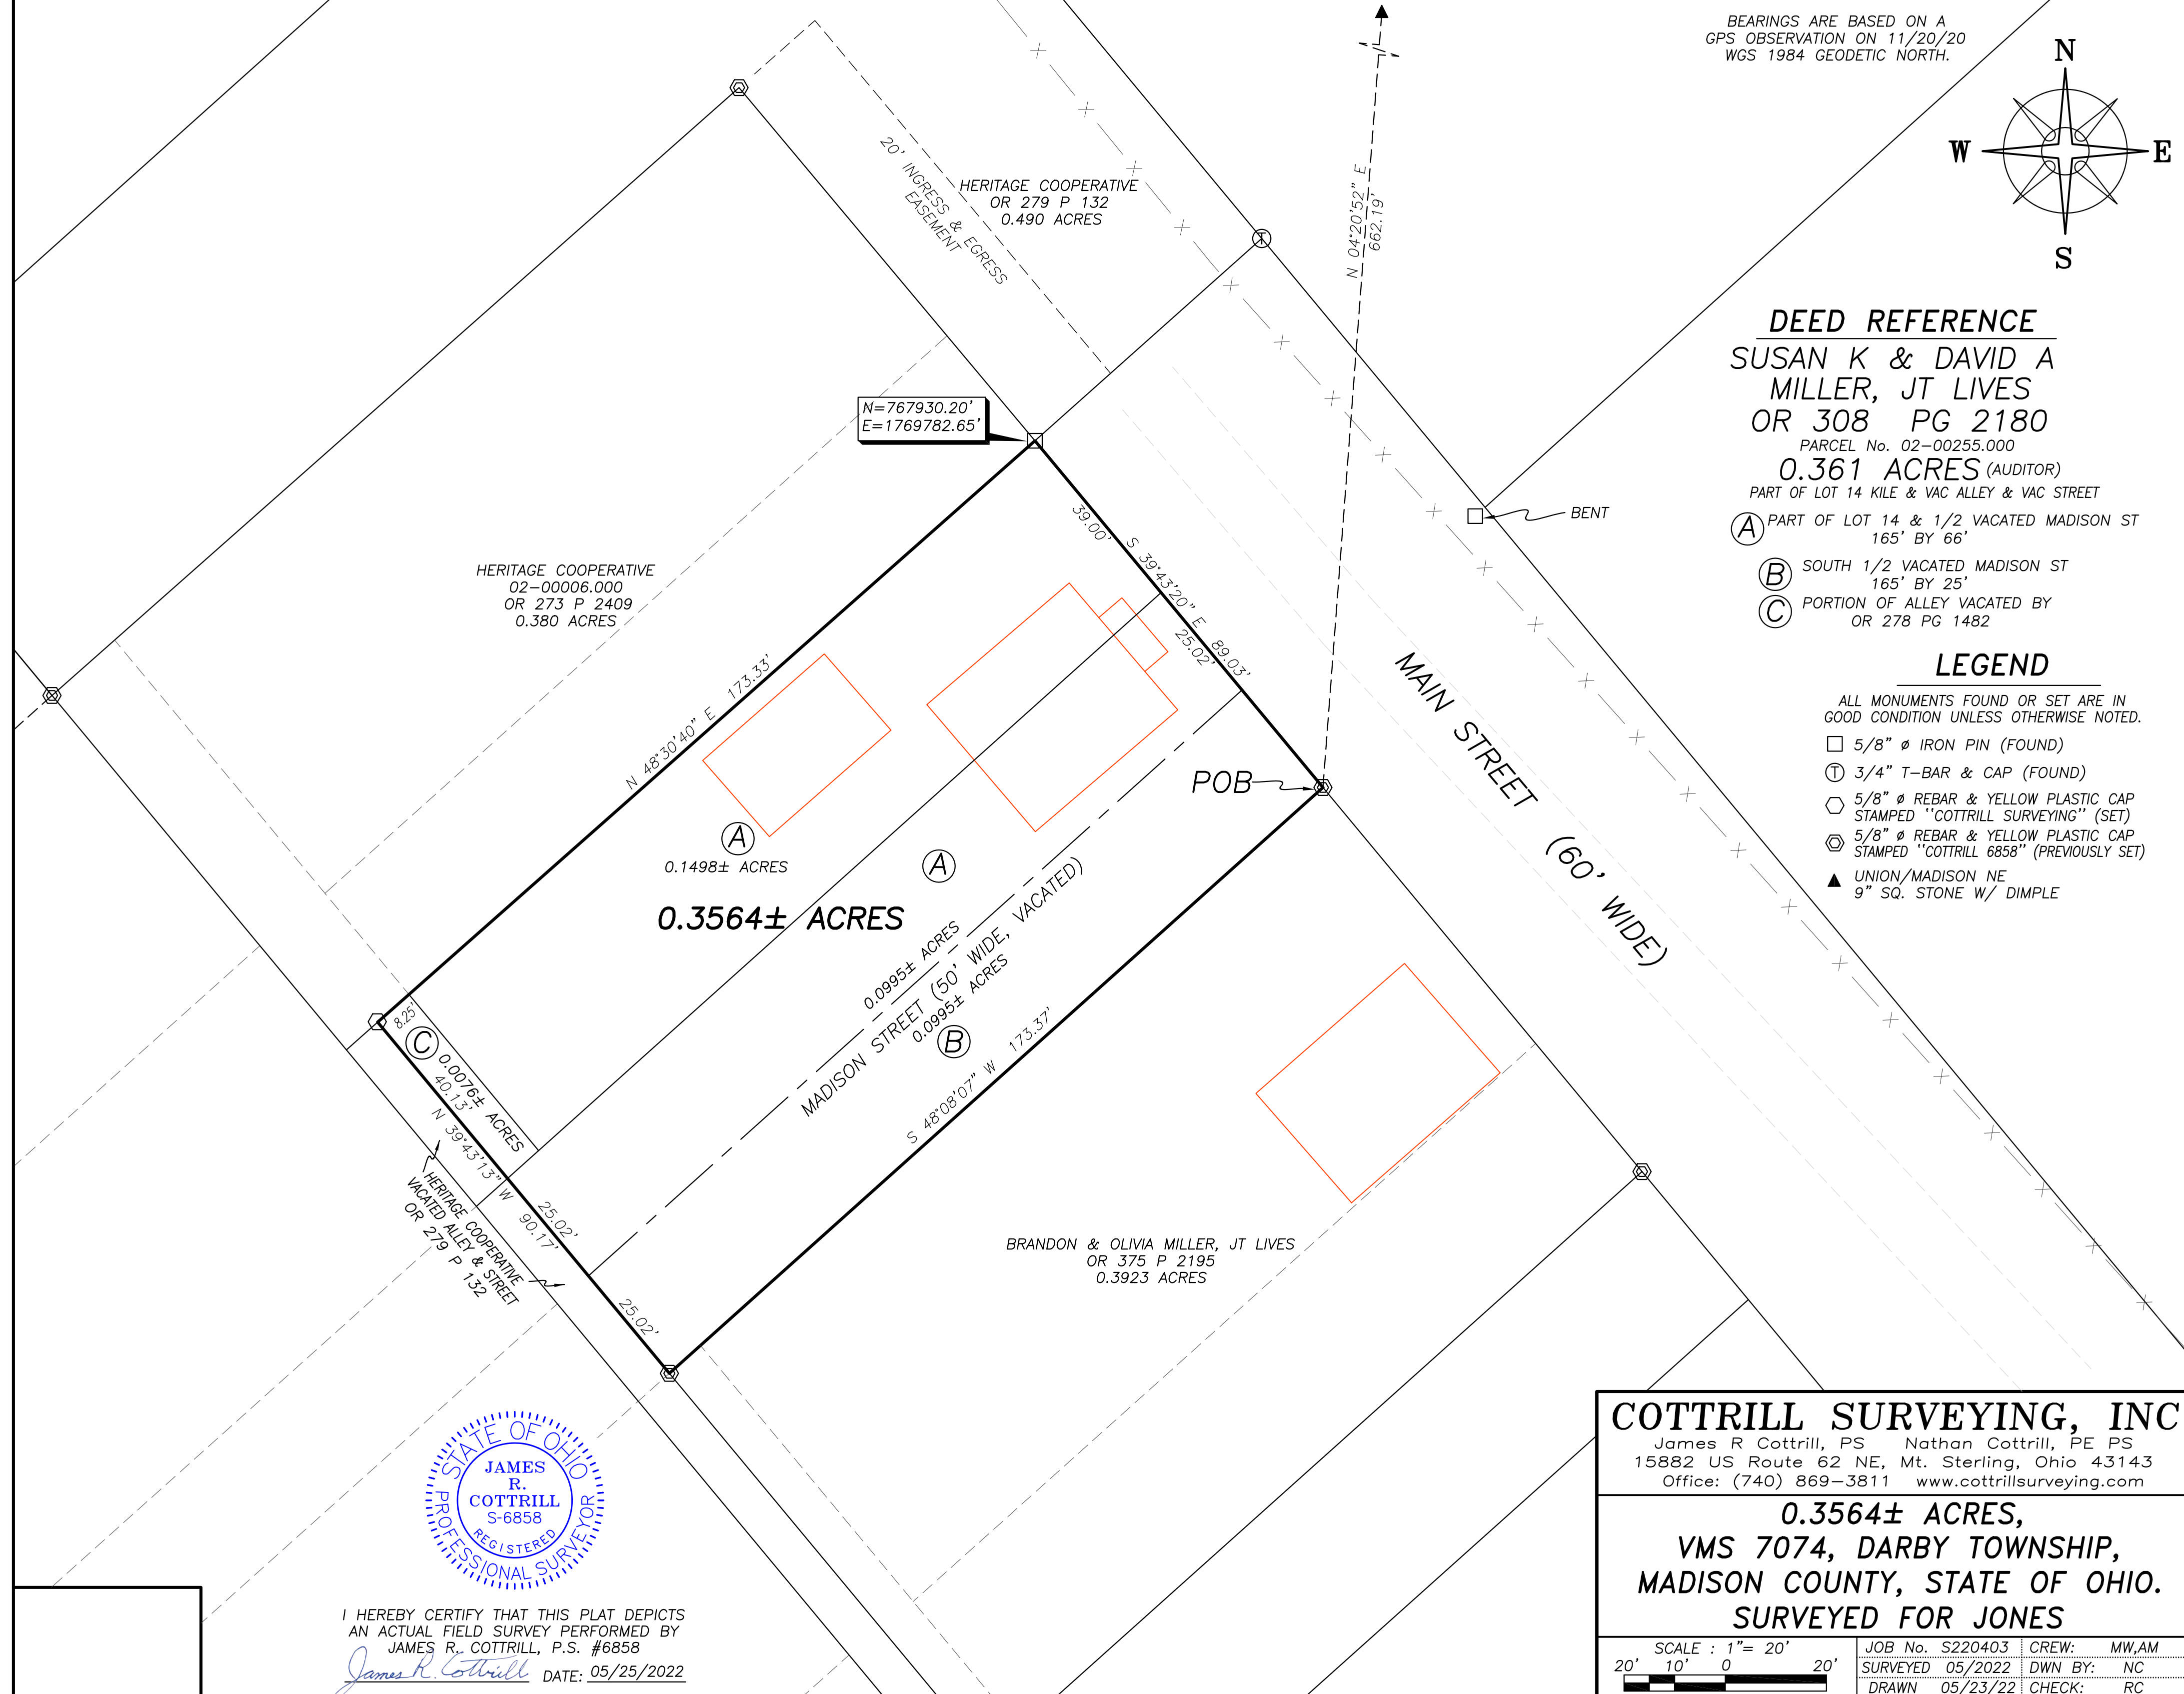 BEARINGS ARE BASED ON A
GPS OBSERVATION ON 11/20/20
WGS 1984 GEODETIC NORTH.
N
W
E
S
20' INGRESS & EGRESS
EASEMENT
HERITAGE COOPERATIVE
OR 279 P 132
0.490 ACRES
T
N 04°20'52" E
662.19'
DEED REFERENCE
SUSAN K & DAVID A
MILLER, JT LIVES
OR 308 PG 2180
PARCEL No. 02-00255.000
0.361 ACRES (AUDITOR)
PART OF LOT 14 KILE & VAC ALLEY & VAC STREET
A PART OF LOT 14 & 1/2 VACATED MADISON ST
165' BY 66'
B SOUTH 1/2 VACATED MADISON ST
165' BY 25'
C PORTION OF ALLEY VACATED BY
OR 278 PG 1482
LEGEND
ALL MONUMENTS FOUND OR SET ARE IN
GOOD CONDITION UNLESS OTHERWISE NOTED.
5/8" ø IRON PIN (FOUND)
T 3/4" T-BAR & CAP (FOUND)
5/8" ø REBAR & YELLOW PLASTIC CAP
STAMPED "COTTRILL SURVEYING" (SET)
5/8" ø REBAR & YELLOW PLASTIC CAP
STAMPED "COTTRILL 6858" (PREVIOUSLY SET)
UNION/MADISON NE
9" SQ. STONE W/ DIMPLE
N=767930.20'
E=1769782.65'
BENT
39.00'
S 39°43'20" E 89.03'
25.02'
HERITAGE COOPERATIVE
02-00006.000
OR 273 P 2409
0.380 ACRES
N 48°30'40" E 173.33'
MAIN STREET (60' WIDE)
POB
A
0.1498± ACRES
A
0.3564± ACRES
0.0995± ACRES
MADISON STREET (50' WIDE, VACATED)
0.0995± ACRES
B
S 48°08'07" W 173.37'
8.25'
C
0.0076± ACRES
40.13'
N 39°43'13" W 90.17'
25.02'
25.02'
HERITAGE COOPERATIVE
VACATED ALLEY & STREET
OR 279 P 132
BRANDON & OLIVIA MILLER, JT LIVES
OR 375 P 2195
0.3923 ACRES
STATE OF OHIO
JAMES
R.
COTTRILL
S-6858
REGISTERED
PROFESSIONAL SURVEYOR
I HEREBY CERTIFY THAT THIS PLAT DEPICTS
AN ACTUAL FIELD SURVEY PERFORMED BY
JAMES R. COTTRILL, P.S. #6858
James R. Cottrill DATE: 05/25/2022
COTTRILL SURVEYING, INC
James R Cottrill, PS Nathan Cottrill, PE PS
15882 US Route 62 NE, Mt. Sterling, Ohio 43143
Office: (740) 869-3811 www.cottrillsurveying.com
0.3564± ACRES,
VMS 7074, DARBY TOWNSHIP,
MADISON COUNTY, STATE OF OHIO.
SURVEYED FOR JONES
SCALE : 1"= 20'
20' 10' 0 20'
JOB No. S220403 CREW: MW,AM
SURVEYED 05/2022 DWN BY: NC
DRAWN 05/23/22 CHECK: RC